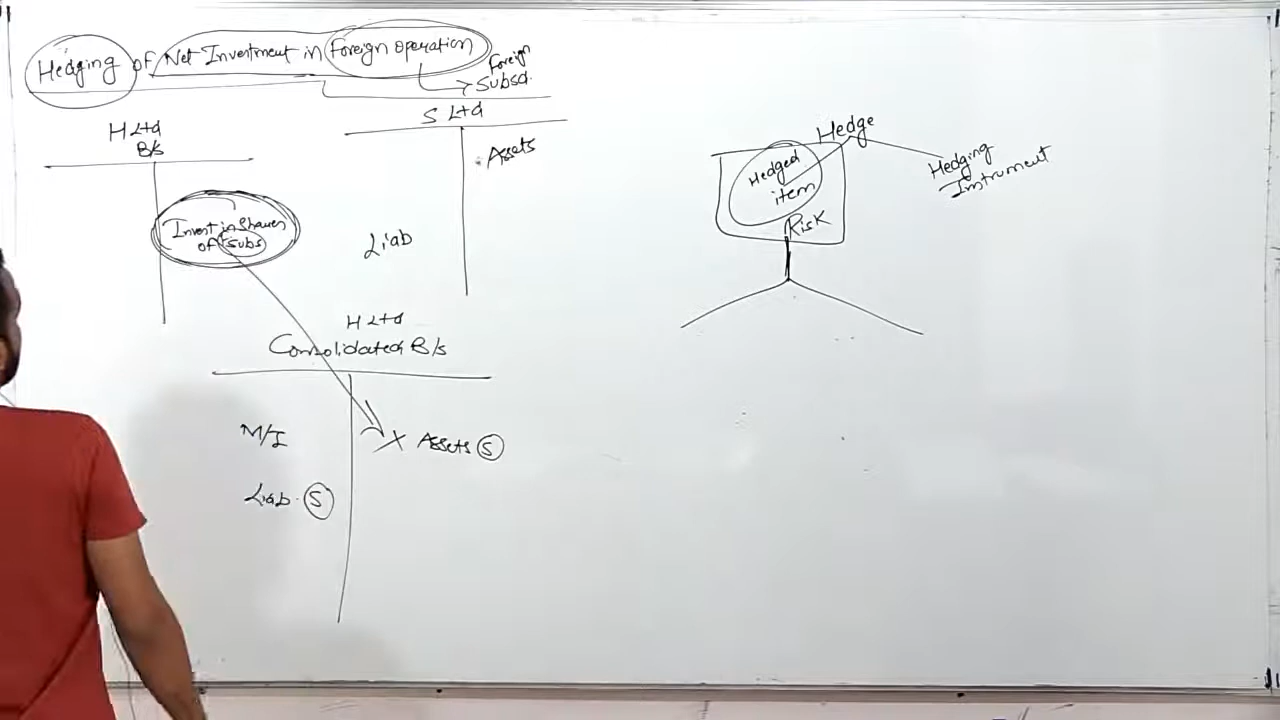 Hedging of Net Investment in Foreign operation
Foreign
Subsd.
H Ltd
B/s
S Ltd
Assets
Invest in Shares
of Subs
Liab
H Ltd
Consolidated B/s
M/I
X Assets S
Liab. S
Hedge
Hedged
item
Risk
Hedging
Instrument